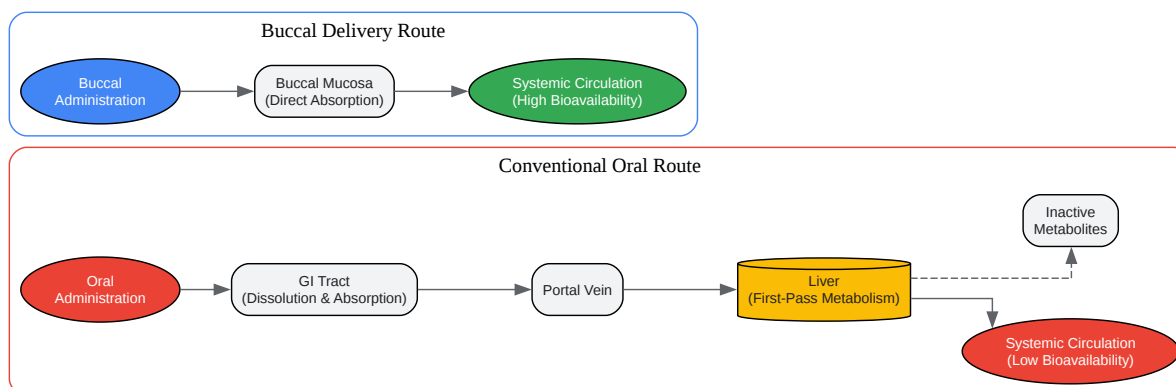 Buccal Delivery Route
Buccal
Administration
Buccal Mucosa
(Direct Absorption)
Systemic Circulation
(High Bioavailability)
Conventional Oral Route
Oral
Administration
GI Tract
(Dissolution & Absorption)
Portal Vein
Liver
(First-Pass Metabolism)
Inactive
Metabolites
Systemic Circulation
(Low Bioavailability)